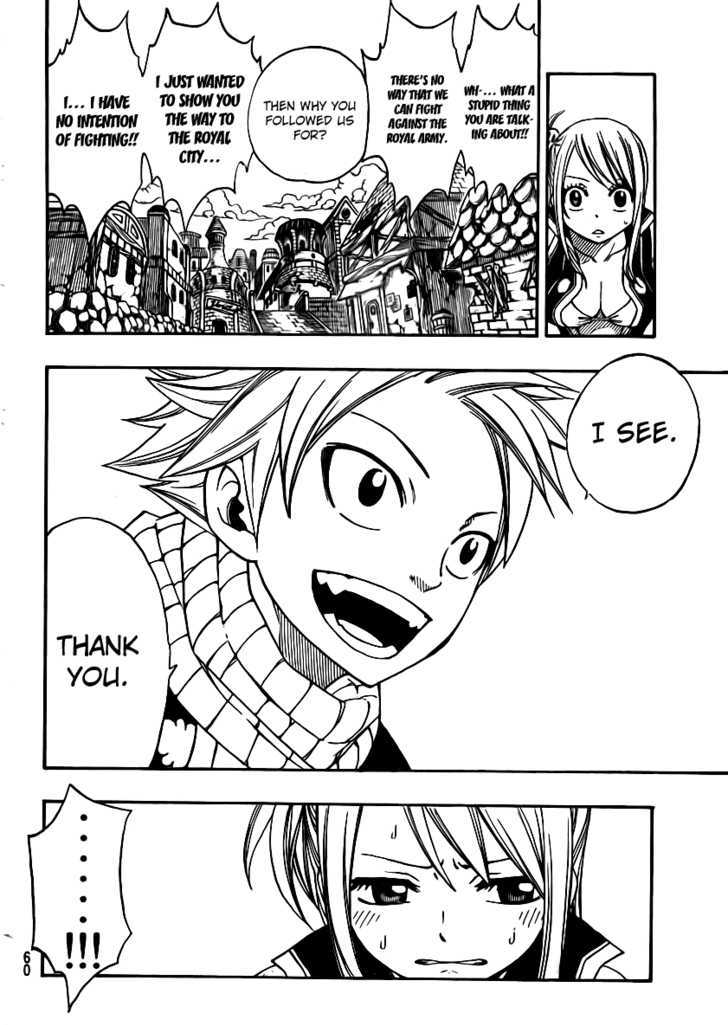 WH-... WHAT A
STUPID THING
YOU ARE TALK-
ING ABOUT!!
THERE'S NO
WAY THAT WE
CAN FIGHT
AGAINST THE
ROYAL ARMY.
THEN WHY YOU
FOLLOWED US
FOR?
I JUST WANTED
TO SHOW YOU
THE WAY TO
THE ROYAL
CITY...
I... I HAVE
NO INTENTION
OF FIGHTING!!
I SEE.
THANK
YOU.
.......!!!
60